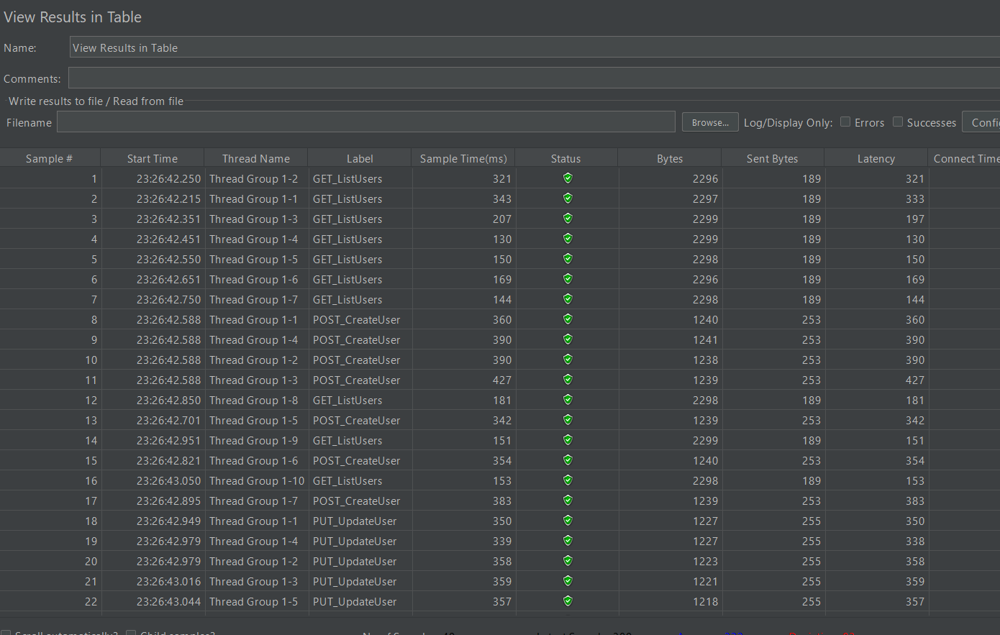 View Results in Table
Name: View Results in Table
Comments:
Write results to file / Read from file
Filename Browse... Log/Display Only: Errors Successes Confi
Sample # Start Time Thread Name Label Sample Time(ms) Status Bytes Sent Bytes Latency Connect Time
1 23:26:42.250 Thread Group 1-2 GET_ListUsers 321 2296 189 321
2 23:26:42.215 Thread Group 1-1 GET_ListUsers 343 2297 189 333
3 23:26:42.351 Thread Group 1-3 GET_ListUsers 207 2299 189 197
4 23:26:42.451 Thread Group 1-4 GET_ListUsers 130 2299 189 130
5 23:26:42.550 Thread Group 1-5 GET_ListUsers 150 2298 189 150
6 23:26:42.651 Thread Group 1-6 GET_ListUsers 169 2296 189 169
7 23:26:42.750 Thread Group 1-7 GET_ListUsers 144 2298 189 144
8 23:26:42.588 Thread Group 1-1 POST_CreateUser 360 1240 253 360
9 23:26:42.588 Thread Group 1-4 POST_CreateUser 390 1241 253 390
10 23:26:42.588 Thread Group 1-2 POST_CreateUser 390 1238 253 390
11 23:26:42.588 Thread Group 1-3 POST_CreateUser 427 1239 253 427
12 23:26:42.850 Thread Group 1-8 GET_ListUsers 181 2298 189 181
13 23:26:42.701 Thread Group 1-5 POST_CreateUser 342 1239 253 342
14 23:26:42.951 Thread Group 1-9 GET_ListUsers 151 2299 189 151
15 23:26:42.821 Thread Group 1-6 POST_CreateUser 354 1240 253 354
16 23:26:43.050 Thread Group 1-10 GET_ListUsers 153 2298 189 153
17 23:26:42.895 Thread Group 1-7 POST_CreateUser 383 1239 253 383
18 23:26:42.949 Thread Group 1-1 PUT_UpdateUser 350 1227 255 350
19 23:26:42.979 Thread Group 1-4 PUT_UpdateUser 339 1227 255 338
20 23:26:42.979 Thread Group 1-2 PUT_UpdateUser 358 1223 255 358
21 23:26:43.016 Thread Group 1-3 PUT_UpdateUser 359 1221 255 359
22 23:26:43.044 Thread Group 1-5 PUT_UpdateUser 357 1218 255 357
Scroll automatically? Child samples?